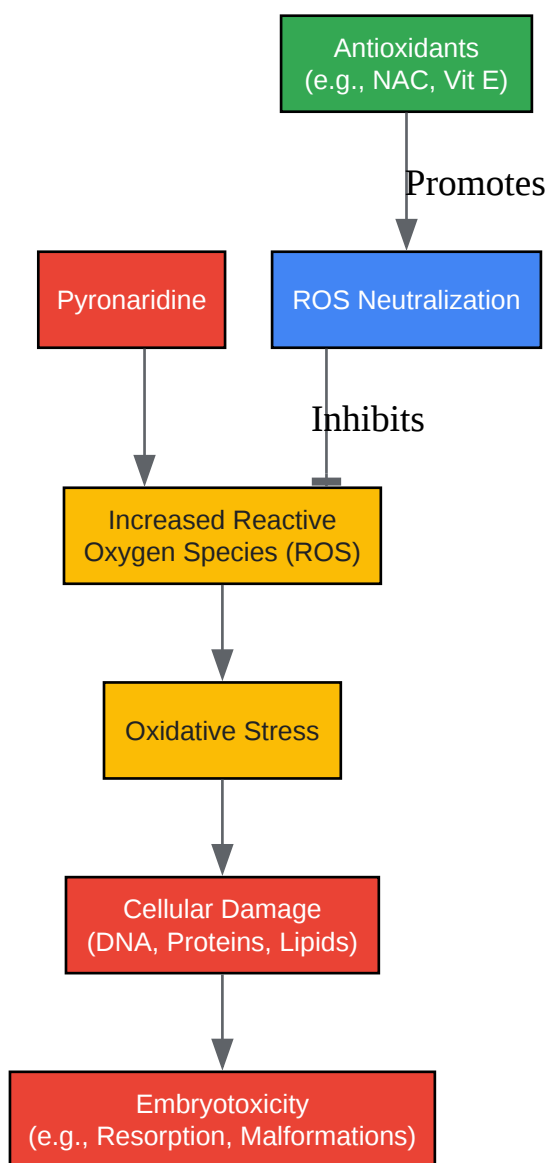 Antioxidants
(e.g., NAC, Vit E)
Promotes
Pyronaridine
ROS Neutralization
Inhibits
Increased Reactive
Oxygen Species (ROS)
Oxidative Stress
Cellular Damage
(DNA, Proteins, Lipids)
Embryotoxicity
(e.g., Resorption, Malformations)